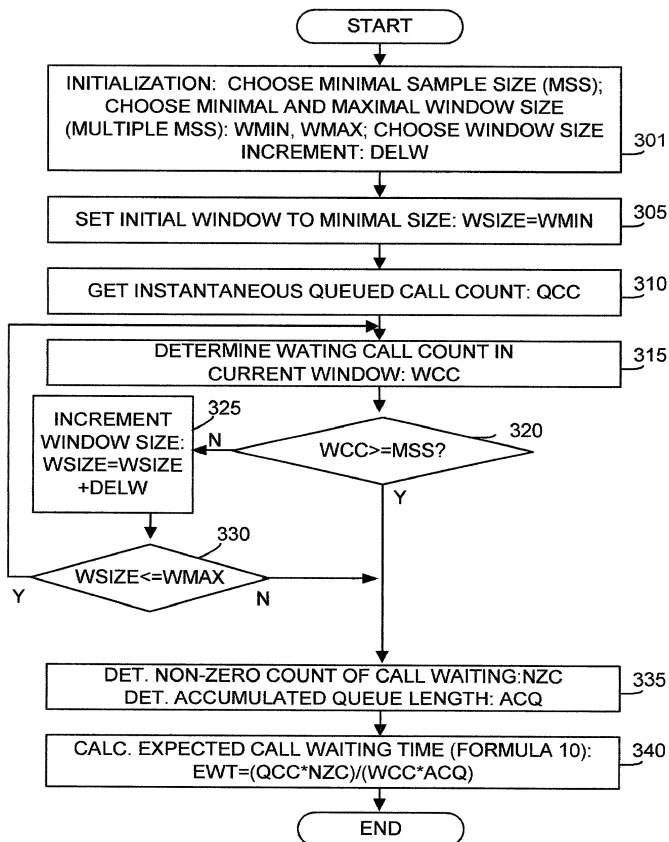 START
INITIALIZATION: CHOOSE MINIMAL SAMPLE SIZE (MSS);
CHOOSE MINIMAL AND MAXIMAL WINDOW SIZE
(MULTIPLE MSS): WMIN, WMAX; CHOOSE WINDOW SIZE
INCREMENT: DELW
301
SET INITIAL WINDOW TO MINIMAL SIZE: WSIZE=WMIN
305
GET INSTANTANEOUS QUEUED CALL COUNT: QCC
310
DETERMINE WATING CALL COUNT IN
CURRENT WINDOW: WCC
315
INCREMENT
WINDOW SIZE:
WSIZE=WSIZE
+DELW
325
N
WCC>=MSS?
320
Y
330
WSIZE<=WMAX
Y
N
DET. NON-ZERO COUNT OF CALL WAITING:NZC
DET. ACCUMULATED QUEUE LENGTH: ACQ
335
CALC. EXPECTED CALL WAITING TIME (FORMULA 10):
EWT=(QCC*NZC)/(WCC*ACQ)
340
END